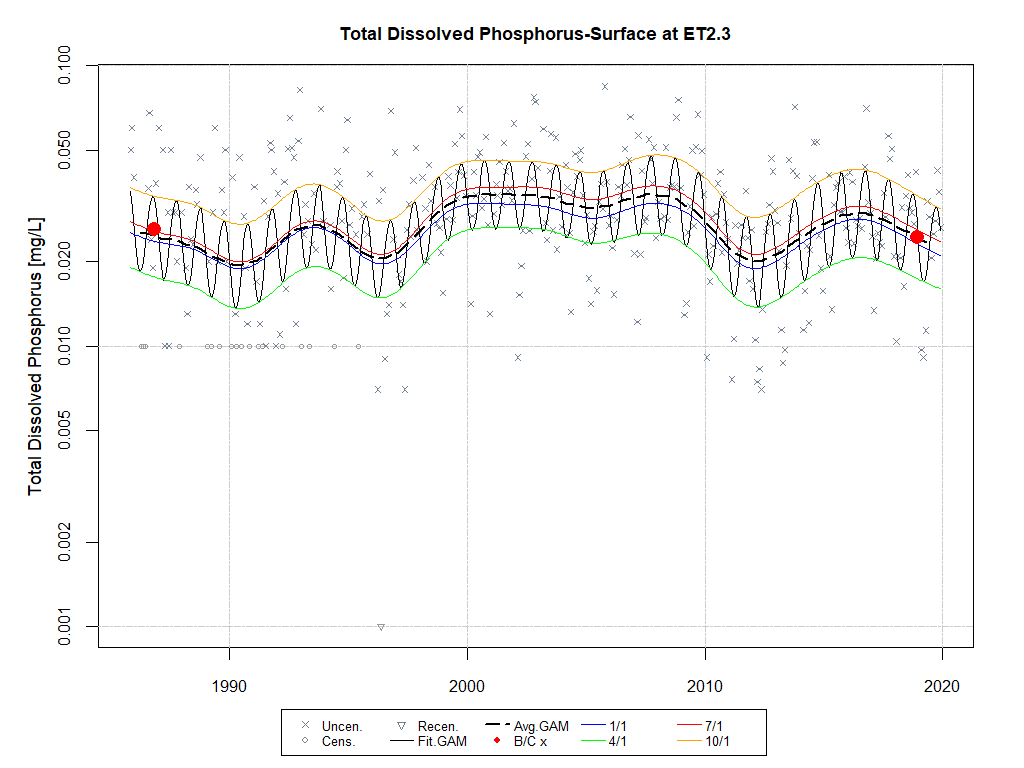 Total Dissolved Phosphorus-Surface at ET2.3
Total Dissolved Phosphorus [mg/L]
0.100
0.050
0.020
0.010
0.005
0.002
0.001
1990 2000 2010 2020
Uncen. Recen. Avg.GAM 1/1 7/1
Cens. Fit.GAM B/C x 4/1 10/1